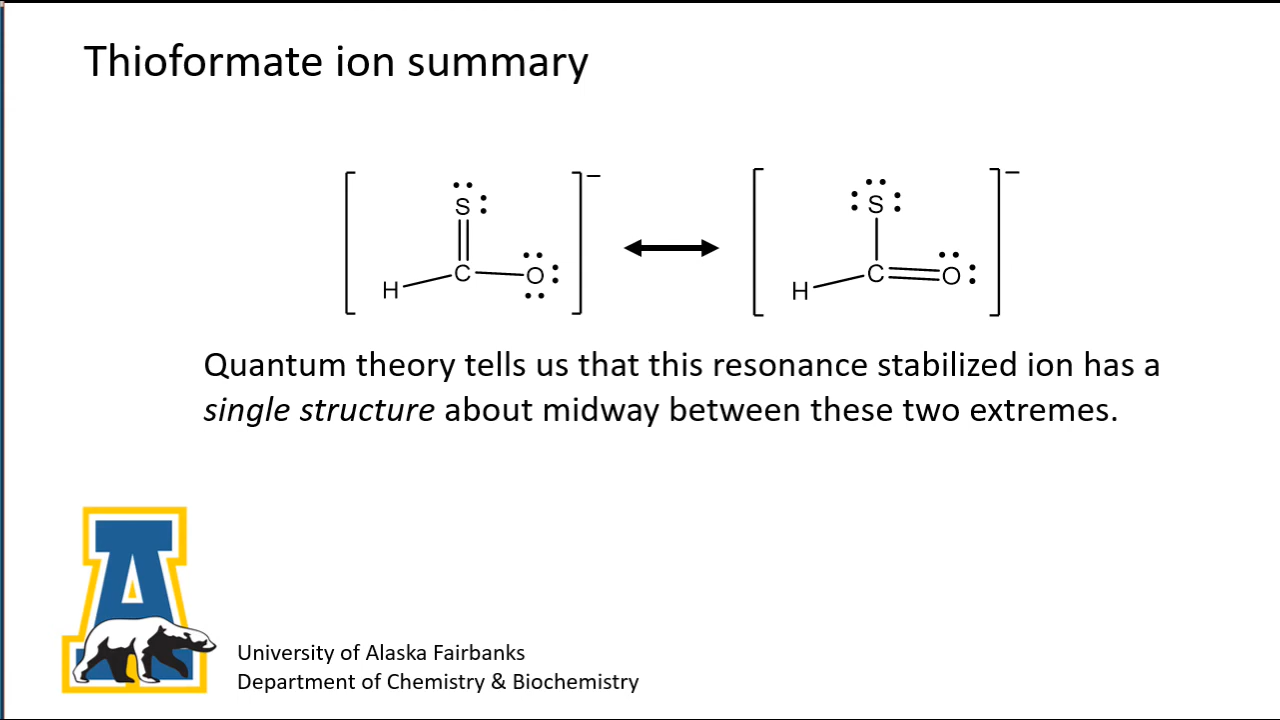 Thioformate ion summary
S
H C O
−
S
H C O
−
Quantum theory tells us that this resonance stabilized ion has a
single structure about midway between these two extremes.
A
University of Alaska Fairbanks
Department of Chemistry & Biochemistry